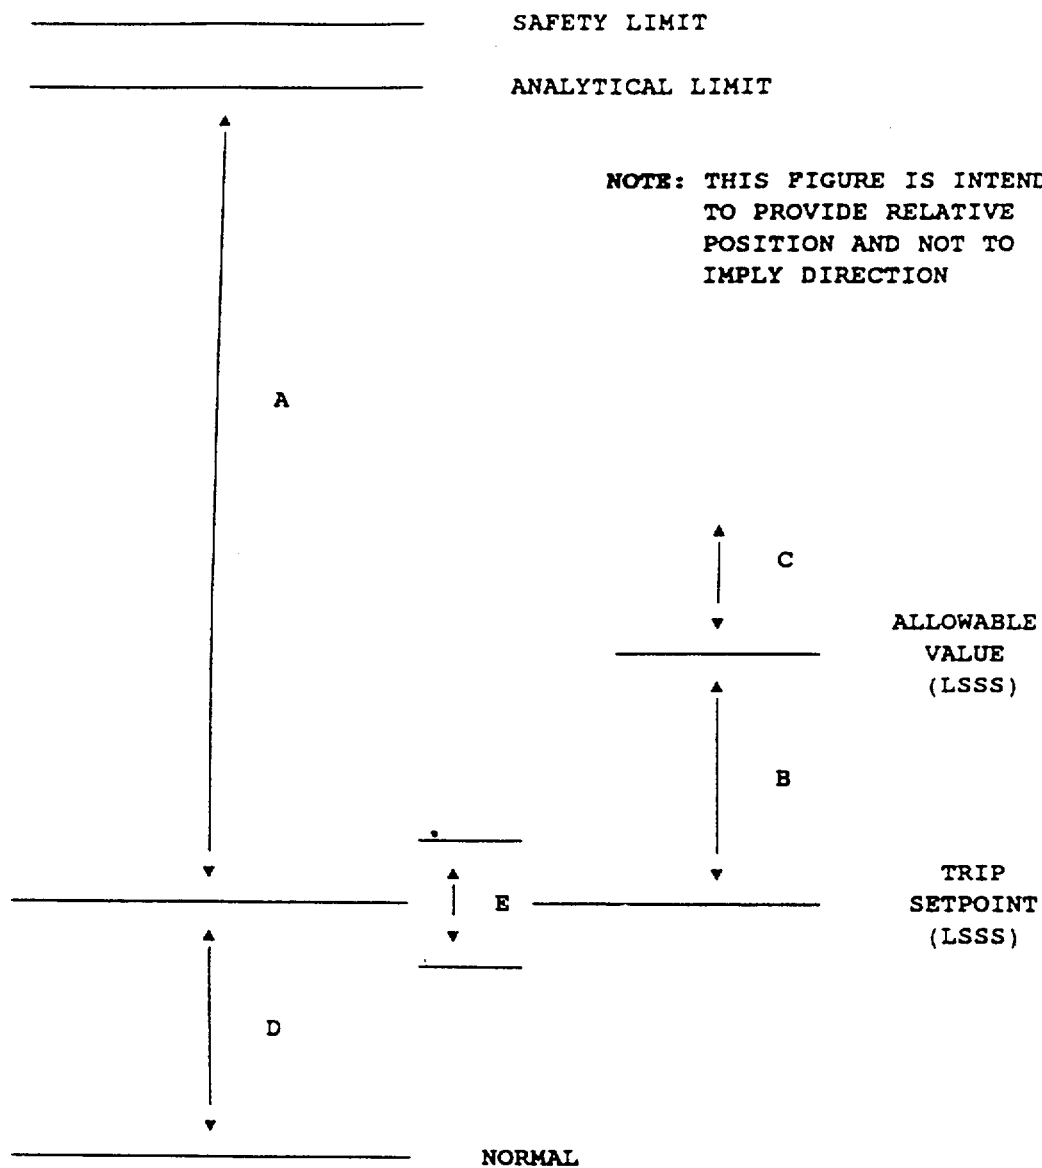 SAFETY LIMIT
ANALYTICAL LIMIT
NOTE: THIS FIGURE IS INTEND
TO PROVIDE RELATIVE
POSITION AND NOT TO
IMPLY DIRECTION
A
C
ALLOWABLE
VALUE
(LSSS)
B
TRIP
SETPOINT
(LSSS)
E
D
NORMAL